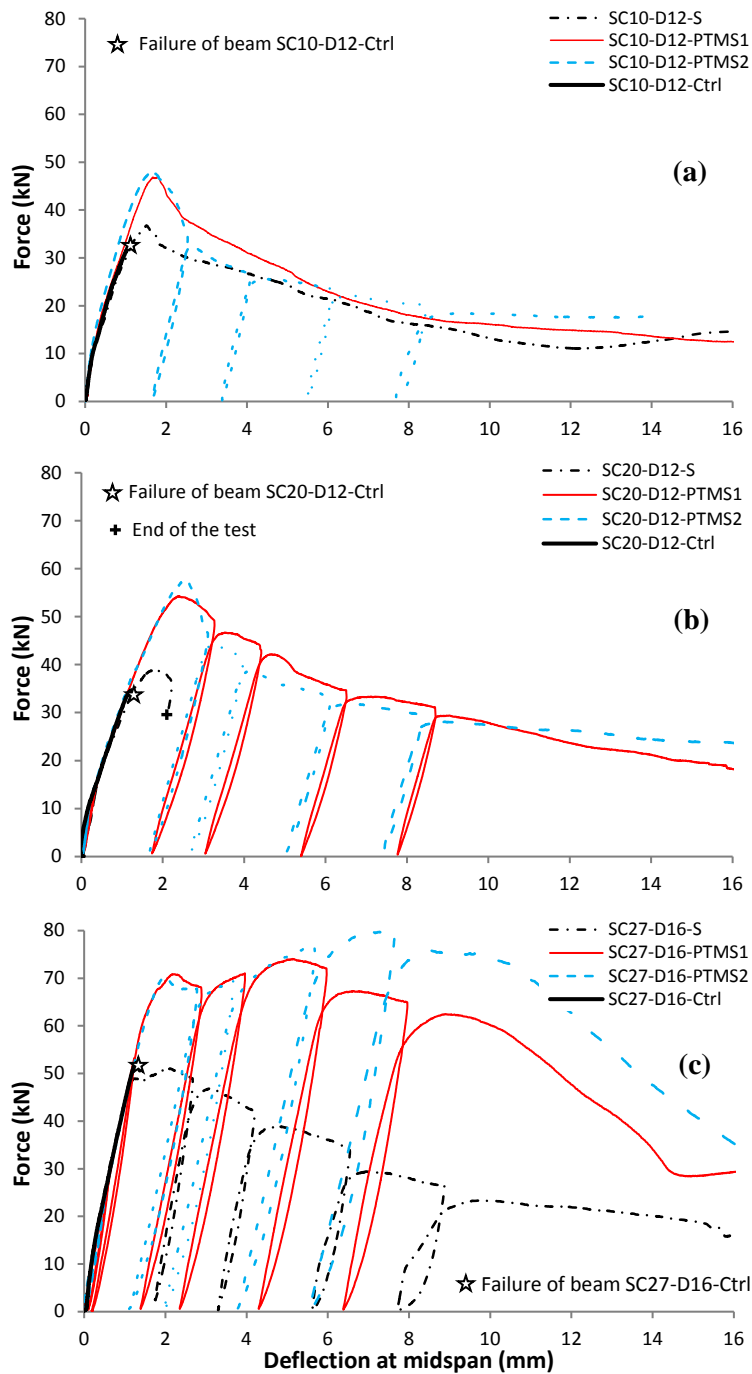 80
70
60
50
40
30
20
10
0
Force (kN)
☆ Failure of beam SC10-D12-Ctrl
SC10-D12-S
SC10-D12-PTMS1
SC10-D12-PTMS2
SC10-D12-Ctrl
(a)
0 2 4 6 8 10 12 14 16
80
70
60
50
40
30
20
10
0
Force (kN)
☆ Failure of beam SC20-D12-Ctrl
+ End of the test
SC20-D12-S
SC20-D12-PTMS1
SC20-D12-PTMS2
SC20-D12-Ctrl
(b)
0 2 4 6 8 10 12 14 16
80
70
60
50
40
30
20
10
0
Force (kN)
SC27-D16-S
SC27-D16-PTMS1
SC27-D16-PTMS2
SC27-D16-Ctrl
(c)
☆ Failure of beam SC27-D16-Ctrl
0 2 4 6 8 10 12 14 16
Deflection at midspan (mm)